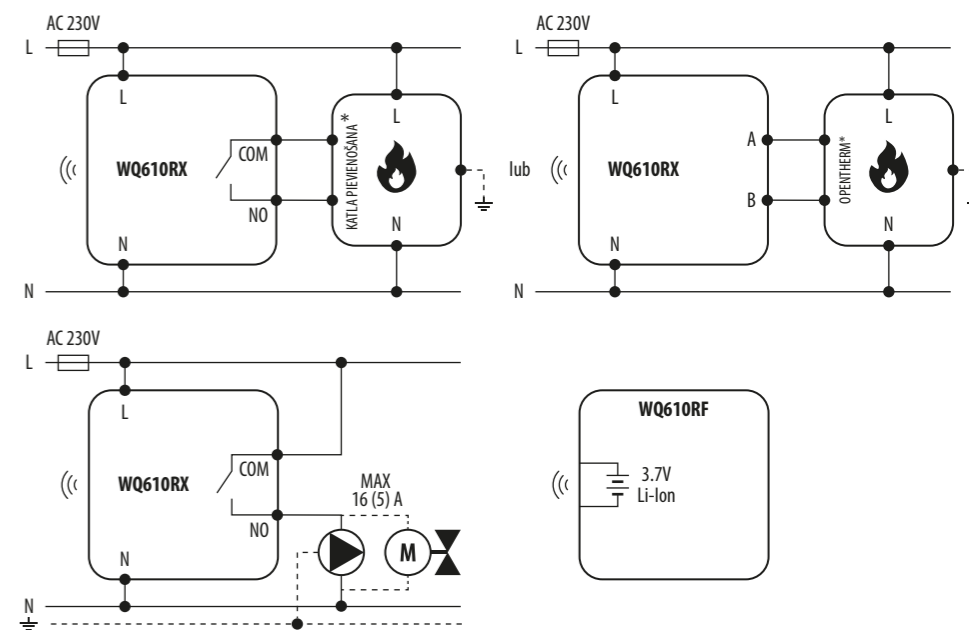 AC 230V
L
L
WQ610RX
COM
NO
N
N
KATLA PIEVIENOŠANA *
L
N
lub
AC 230V
L
L
WQ610RX
A
B
N
N
OPENTHERM*
L
N
AC 230V
L
L
WQ610RX
COM
NO
N
N
MAX
16 (5) A
M
WQ610RF
3.7V
Li-Ion